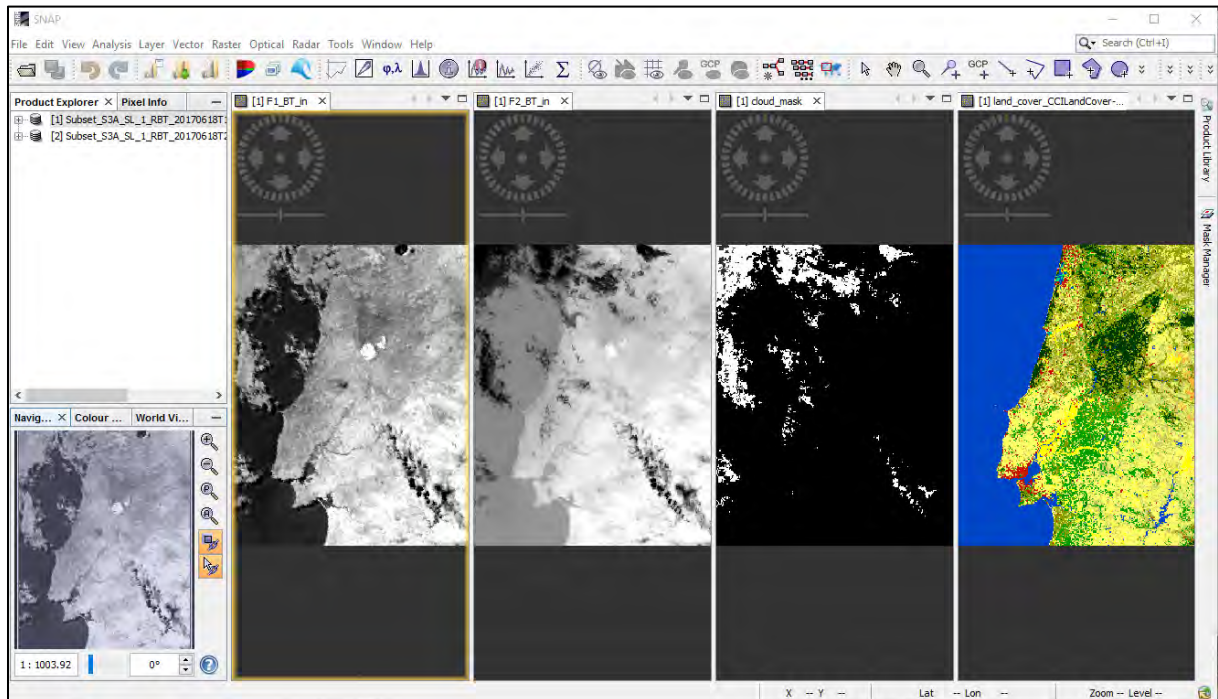 SNAP
File Edit View Analysis Layer Vector Raster Optical Radar Tools Window Help
Search (Ctrl+I)
φ,λ
Σ
GCP
GCP
Product Explorer Pixel Info
[1] F1_BT_in
[1] F2_BT_in
[1] cloud_mask
[1] land_cover_CCILandCover-...
[1] Subset_S3A_SL_1_RBT_20170618T
[2] Subset_S3A_SL_1_RBT_20170618T
Product Library
Mask Manager
Navig... Colour ... World Vi...
1 : 1003.92
0°
X -- Y -- Lat -- Lon -- Zoom -- Level --